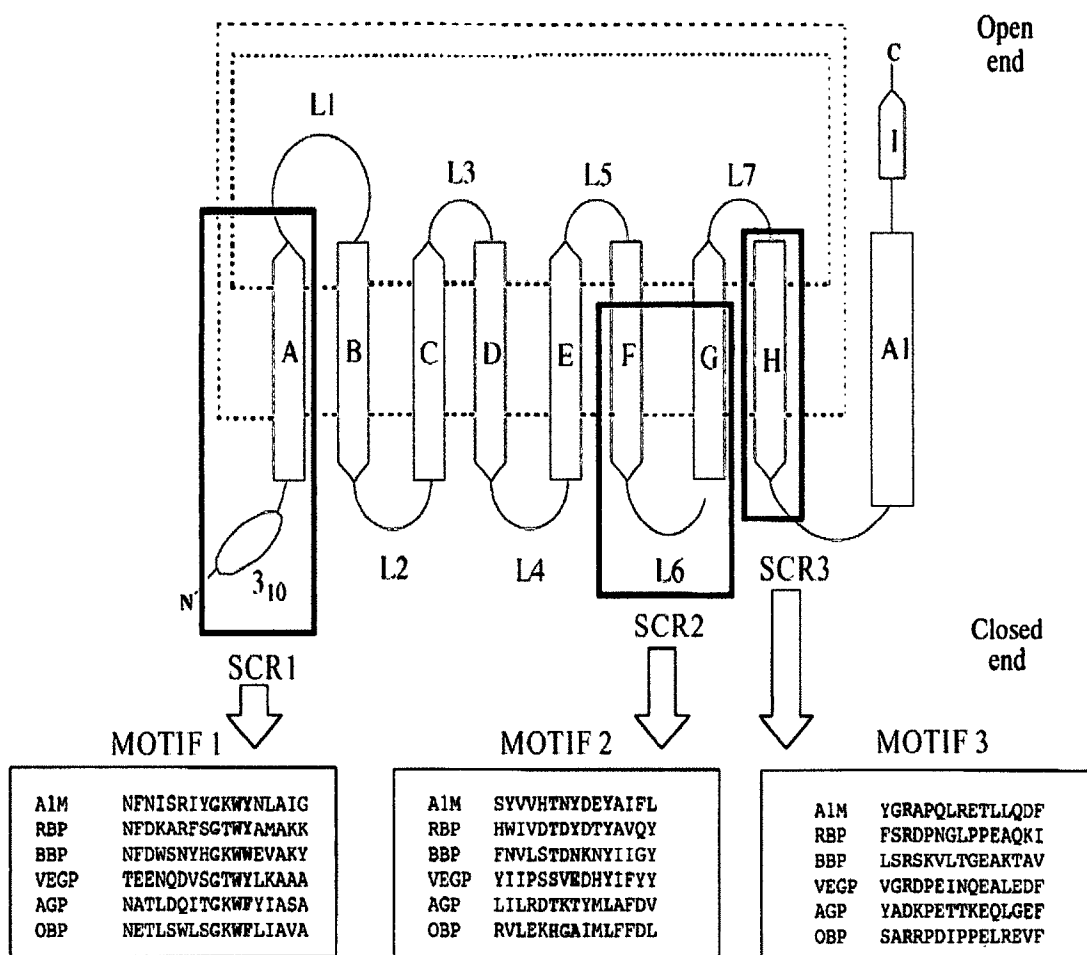 Open
end
C
L1
L3
L5
L7
I
A
B
C
D
E
F
G
H
A1
3₁₀
N´
L2
L4
L6
SCR1
SCR2
SCR3
Closed
end
MOTIF 1
A1M NFNISRIYGKWYNLAIG
RBP NFDKARFSGTWYAMAKK
BBP NFDWSNYHGKWWEVAKY
VEGP TEENQDVSGTWYLKAAA
AGP NATLDQITGKWFYIASA
OBP NETLSWLSGKWFLIAVA
MOTIF 2
A1M SYVVHTNYDEYAIFL
RBP HWIVDTDYDTYAVQY
BBP FNVLSTDNKNYIIGY
VEGP YIIPSSVEDHYIFYY
AGP LILRDTKTYMLAFDV
OBP RVLEKHGAIMLFFDL
MOTIF 3
A1M YGRAPQLRETLLQDF
RBP FSRDPNGLPPEAQKI
BBP LSRSKVLTGEAKTAV
VEGP VGRDPEINQEALEDF
AGP YADKPETTKEQLGEF
OBP SARRPDIPPELREVF